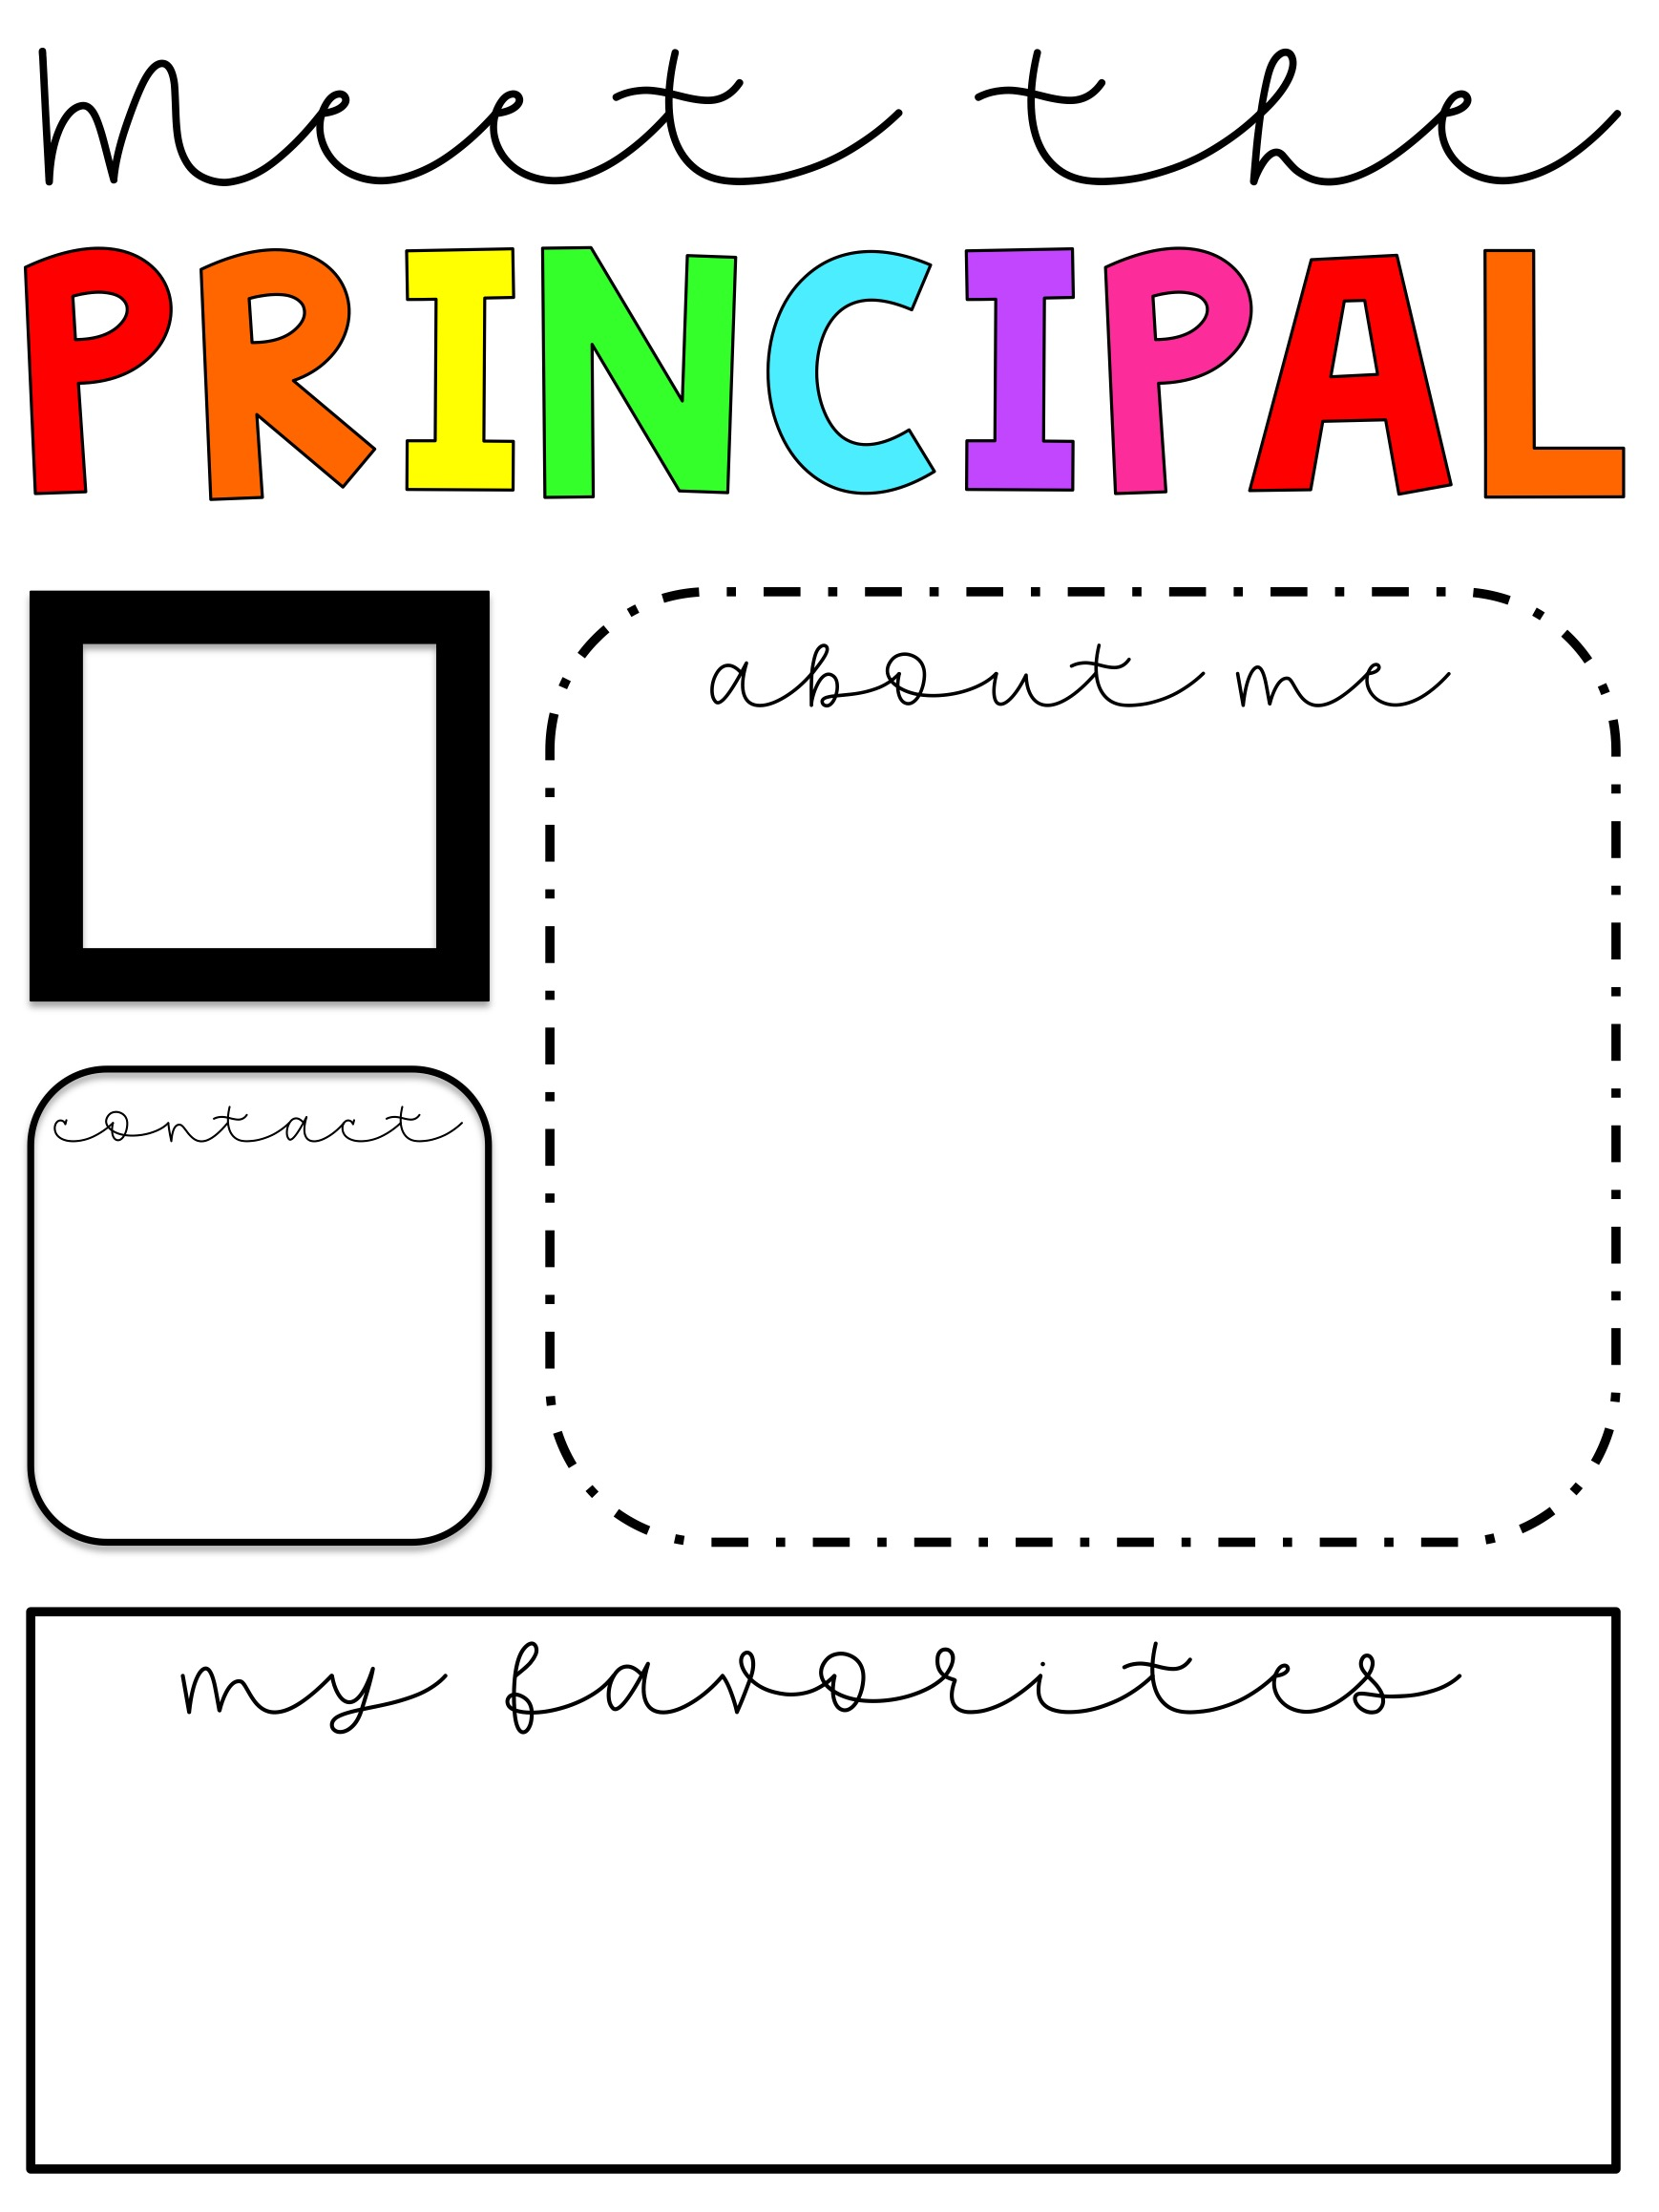 Meet the
PRINCIPAL
about me
contact
my favorites